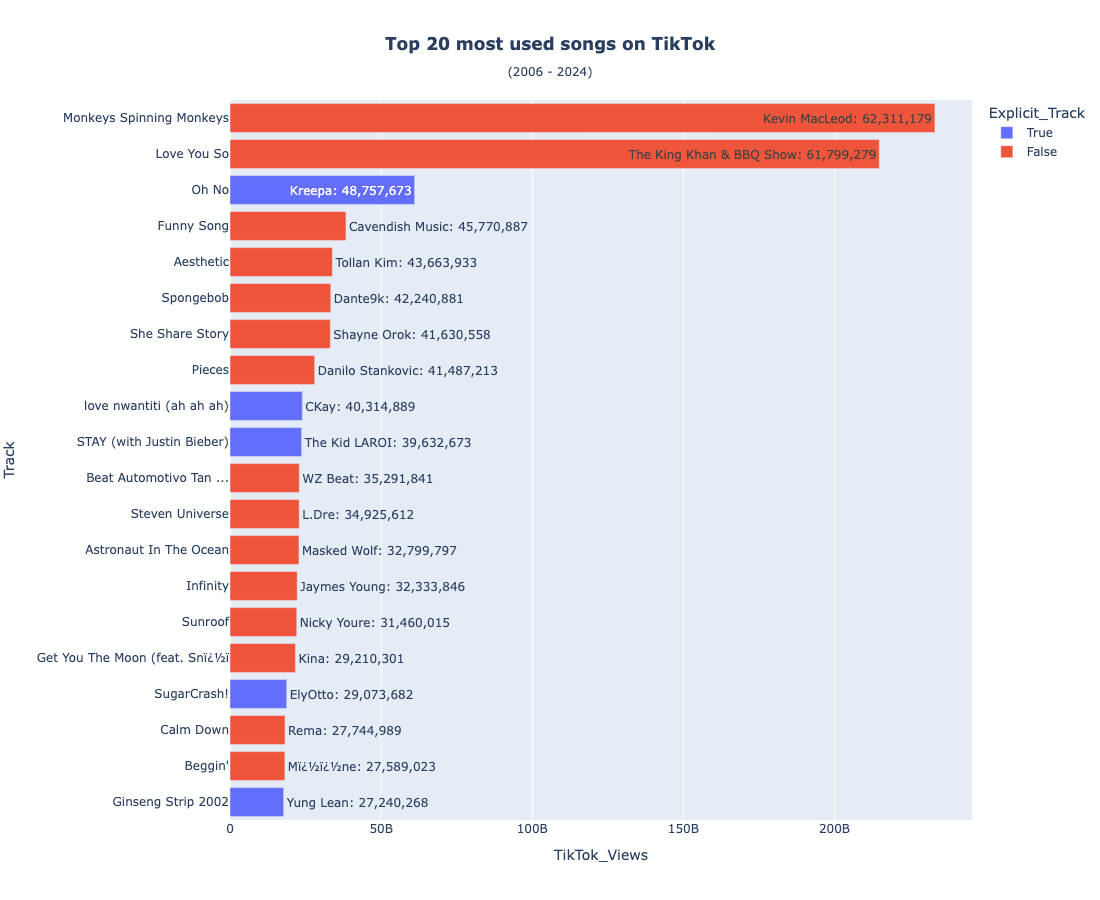 Top 20 most used songs on TikTok
(2006 - 2024)
Explicit_Track
True
False
Track
Monkeys Spinning Monkeys Kevin MacLeod: 62,311,179
Love You So The King Khan & BBQ Show: 61,799,279
Oh No Kreepa: 48,757,673
Funny Song Cavendish Music: 45,770,887
Aesthetic Tollan Kim: 43,663,933
Spongebob Dante9k: 42,240,881
She Share Story Shayne Orok: 41,630,558
Pieces Danilo Stankovic: 41,487,213
love nwantiti (ah ah ah) CKay: 40,314,889
STAY (with Justin Bieber) The Kid LAROI: 39,632,673
Beat Automotivo Tan ... WZ Beat: 35,291,841
Steven Universe L.Dre: 34,925,612
Astronaut In The Ocean Masked Wolf: 32,799,797
Infinity Jaymes Young: 32,333,846
Sunroof Nicky Youre: 31,460,015
Get You The Moon (feat. Snï¿½ï Kina: 29,210,301
SugarCrash! ElyOtto: 29,073,682
Calm Down Rema: 27,744,989
Beggin' Mï¿½ï¿½ne: 27,589,023
Ginseng Strip 2002 Yung Lean: 27,240,268
0 50B 100B 150B 200B
TikTok_Views